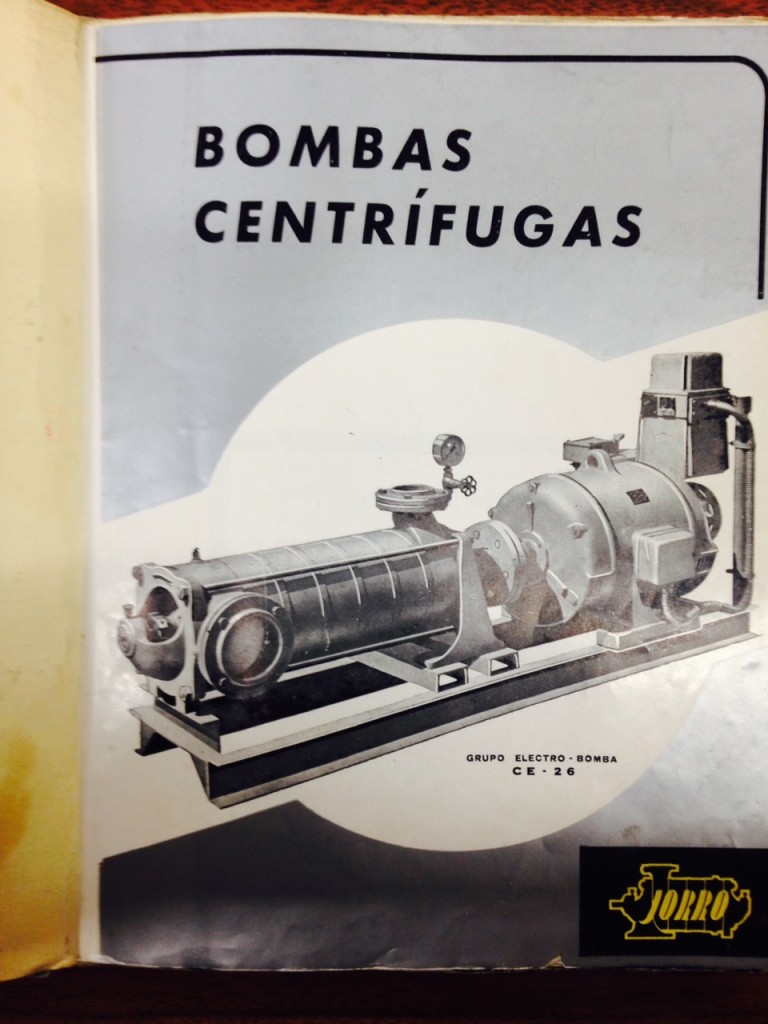 BOMBAS
CENTRÍFUGAS
GRUPO ELECTRO - BOMBA
CE - 26
JORRO